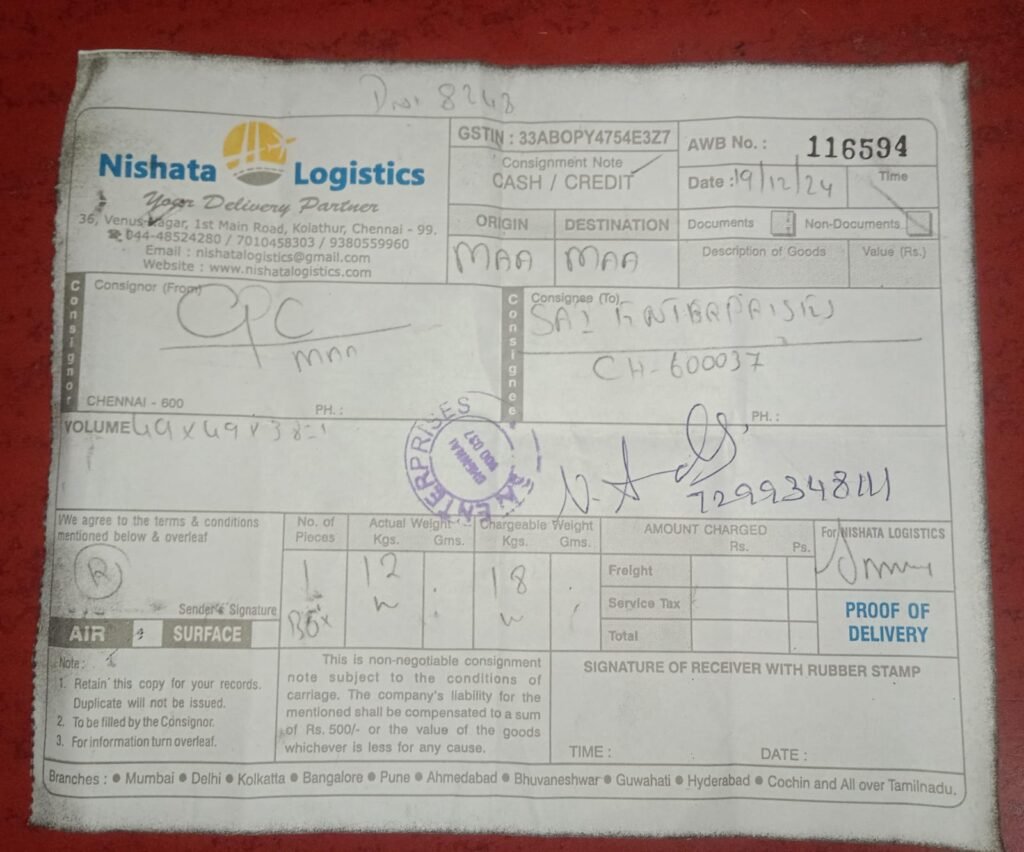 8248
Nishata Logistics
Your Delivery Partner
36, Venus Nagar, 1st Main Road, Kolathur, Chennai - 99.
☎ 044-48524280 / 7010458303 / 9380559960
Email : nishatalogistics@gmail.com
Website : www.nishatalogistics.com
GSTIN : 33ABOPY4754E3Z7
Consignment Note
CASH / CREDIT
AWB No. : 116594
Date : 19/12/24 Time
ORIGIN DESTINATION
MAA MAA
Documents Non-Documents
Description of Goods Value (Rs.)
Consignor
Consignor (From)
CPC
MAA
CHENNAI - 600 PH. :
Consignee
Consignee (To)
SAI ENTERPRISES
CH-600037
PH. :
VOLUME 49x49x38-1
SAI ENTERPRISES
CHENNAI
600 037
7299348111
We agree to the terms & conditions
mentioned below & overleaf
R
Sender's Signature
AIR SURFACE
No. of Pieces
1
Box
Actual Weight
Kgs. Gms.
12
Chargeable Weight
Kgs. Gms.
18
AMOUNT CHARGED
Rs. Ps.
Freight
Service Tax
Total
For NISHATA LOGISTICS
PROOF OF
DELIVERY
Note :
1. Retain this copy for your records.
Duplicate will not be issued.
2. To be filled by the Consignor.
3. For information turn overleaf.
This is non-negotiable consignment
note subject to the conditions of
carriage. The company's liability for the
mentioned shall be compensated to a sum
of Rs. 500/- or the value of the goods
whichever is less for any cause.
SIGNATURE OF RECEIVER WITH RUBBER STAMP
TIME : DATE :
Branches : ● Mumbai ● Delhi ● Kolkatta ● Bangalore ● Pune ● Ahmedabad ● Bhuvaneshwar ● Guwahati ● Hyderabad ● Cochin and All over Tamilnadu.